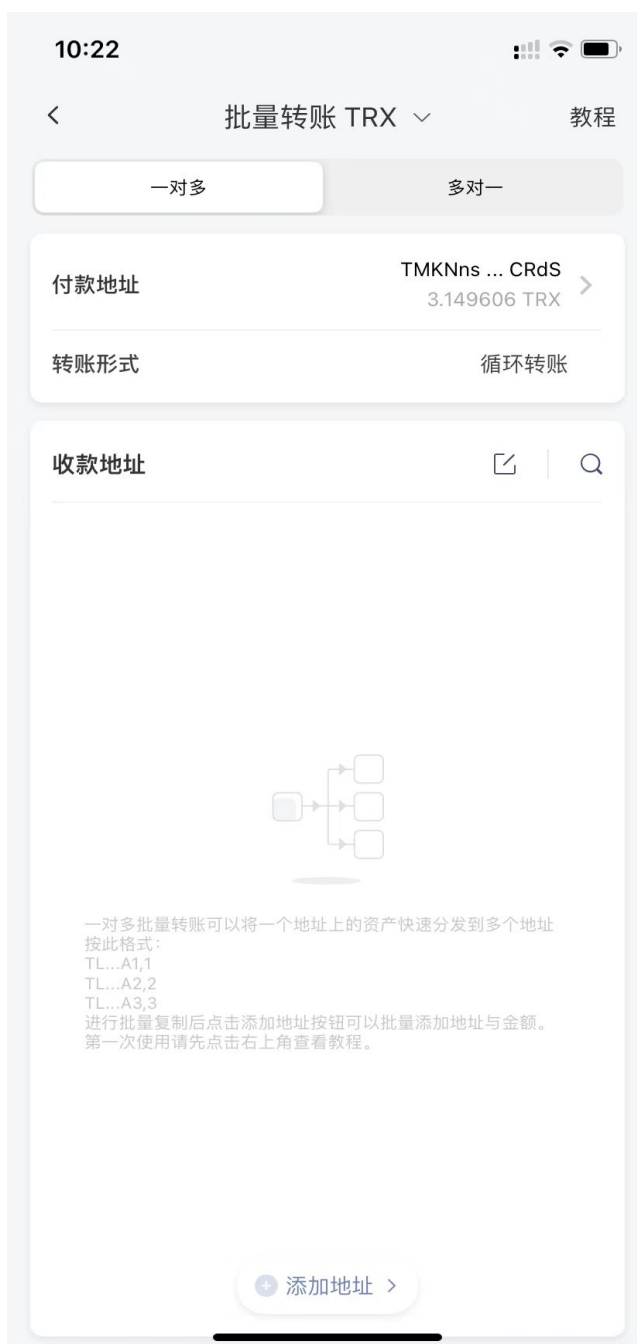 10:22
批量转账 TRX
教程
一对多
多对一
付款地址
TMKNns ... CRdS
3.149606 TRX
转账形式
循环转账
收款地址
一对多批量转账可以将一个地址上的资产快速分发到多个地址
按此格式:
TL...A1,1
TL...A2,2
TL...A3,3
进行批量复制后点击添加地址按钮可以批量添加地址与金额。
第一次使用请先点击右上角查看教程。
添加地址